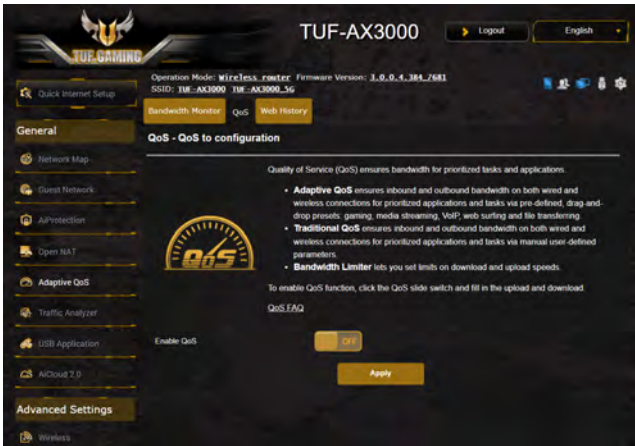 TUF GAMING
TUF-AX3000
Logout
English
Operation Mode: Wireless router Firmware Version: 3.0.0.4.384_7681
SSID: TUF-AX3000 TUF-AX3000_5G
Quick Internet Setup
Bandwidth Monitor QoS Web History
General
QoS - QoS to configuration
Network Map
Guest Network
AiProtection
Open NAT
Adaptive QoS
Traffic Analyzer
USB Application
AiCloud 2.0
Advanced Settings
Wireless
Quality of Service (QoS) ensures bandwidth for prioritized tasks and applications.
• Adaptive QoS ensures inbound and outbound bandwidth on both wired and
wireless connections for prioritized applications and tasks via pre-defined, drag-and-
drop presets: gaming, media streaming, VoIP, web surfing and file transferring.
• Traditional QoS ensures inbound and outbound bandwidth on both wired and
wireless connections for prioritized applications and tasks via manual user-defined
parameters.
• Bandwidth Limiter lets you set limits on download and upload speeds.
QoS
To enable QoS function, click the QoS slide switch and fill in the upload and download.
QoS FAQ
Enable QoS
OFF
Apply